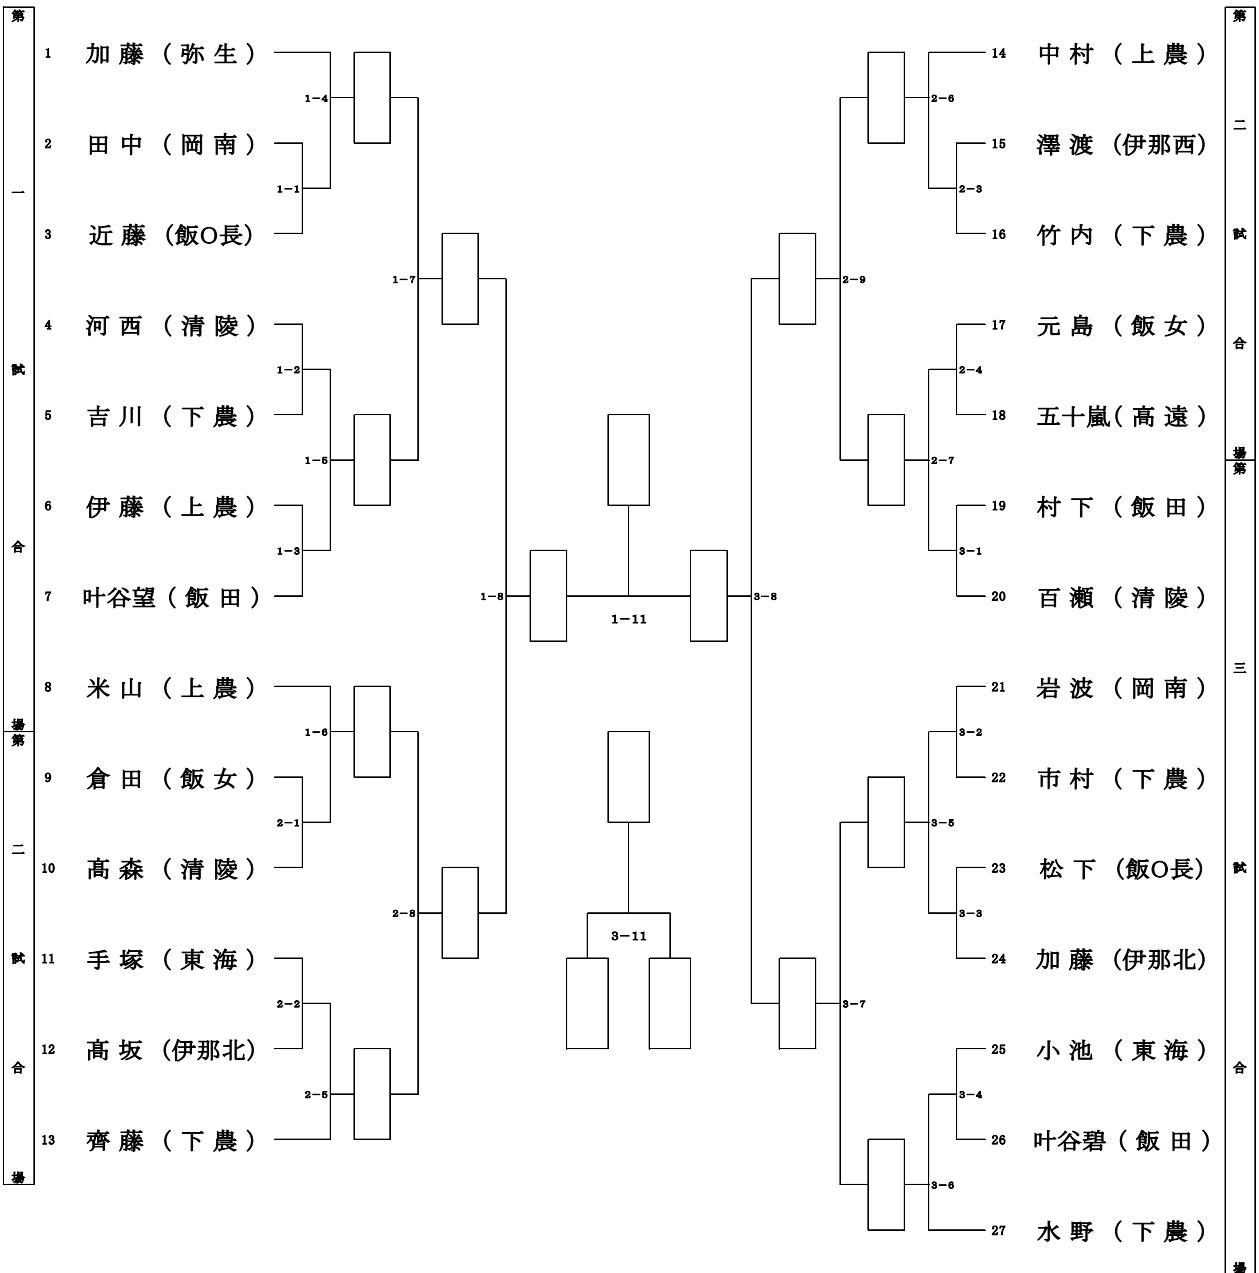 第一試合場
1 加藤（弥生）
1-4
2 田中（岡南）
1-1
3 近藤（飯O長）
1-7
4 河西（清陵）
1-2
5 吉川（下農）
1-5
6 伊藤（上農）
1-3
7 叶谷望（飯田）
1-8
8 米山（上農）
1-6
第二試合場
9 倉田（飯女）
2-1
10 髙森（清陵）
2-8
11 手塚（東海）
2-2
12 髙坂（伊那北）
2-5
13 齊藤（下農）
1-11
3-11
第二試合場
14 中村（上農）
2-6
15 澤渡（伊那西）
2-3
16 竹内（下農）
2-9
17 元島（飯女）
2-4
18 五十嵐（高遠）
2-7
第三試合場
19 村下（飯田）
3-1
20 百瀬（清陵）
3-8
21 岩波（岡南）
3-2
22 市村（下農）
3-5
23 松下（飯O長）
3-3
24 加藤（伊那北）
3-7
25 小池（東海）
3-4
26 叶谷碧（飯田）
3-6
27 水野（下農）